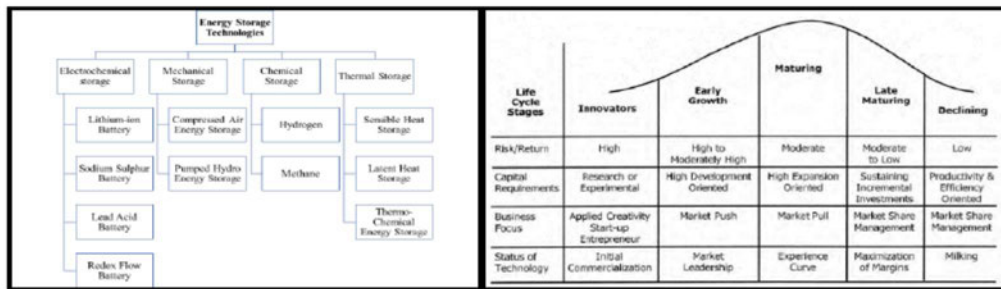 Energy Storage
Technologies
Electrochemical
storage
Mechanical
Storage
Chemical
Storage
Thermal Storage
Lithium-ion
Battery
Compressed Air
Energy Storage
Hydrogen
Sensible Heat
Storage
Sodium Sulphur
Battery
Pumped Hydro
Energy Storage
Methane
Latent Heat
Storage
Lead Acid
Battery
Thermo-
Chemical
Energy Storage
Redox Flow
Battery
Life
Cycle
Stages
Innovators
Early
Growth
Maturing
Late
Maturing
Declining
Risk/Return
High
High to
Moderately High
Moderate
Moderate
to Low
Low
Capital
Requirements
Research or
Experimental
High Development
Oriented
High Expansion
Oriented
Sustaining
Incremental
Investments
Productivity &
Efficiency
Oriented
Business
Focus
Applied Creativity
Start-up
Entrepreneur
Market Push
Market Pull
Market Share
Management
Market Share
Management
Status of
Technology
Initial
Commercialization
Market
Leadership
Experience
Curve
Maximization
of Margins
Milking